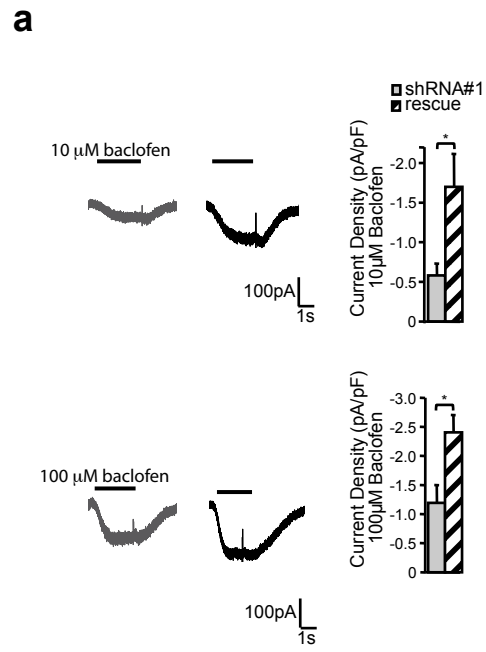 a
shRNA#1
rescue
10 µM baclofen
100pA
1s
Current Density (pA/pF)
10µM Baclofen
*
-2.0
-1.5
-1.0
-0.5
0
100 µM baclofen
100pA
1s
Current Density (pA/pF)
100µM Baclofen
*
-3.0
-2.5
-2.0
-1.5
-1.0
-0.5
0